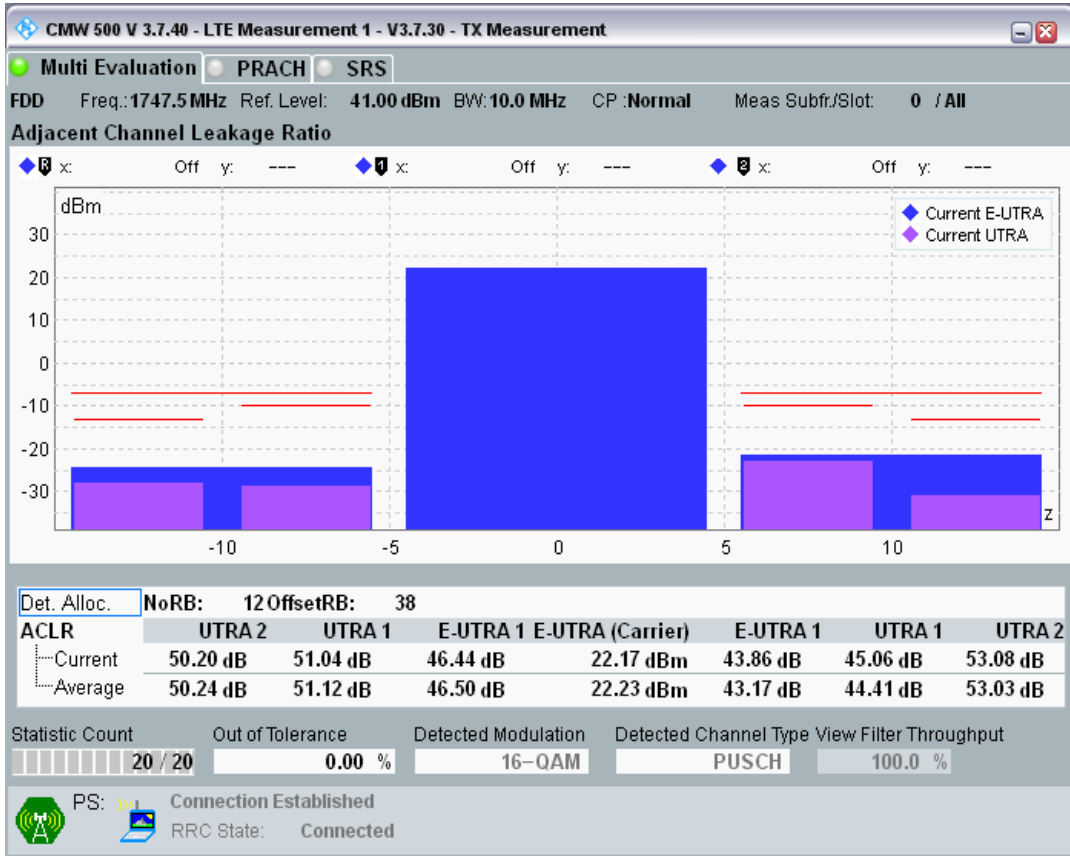 CMW 500 V 3.7.40 - LTE Measurement 1 - V3.7.30 - TX Measurement
Multi Evaluation PRACH SRS
FDD Freq.:1747.5 MHz Ref. Level: 41.00 dBm BW: 10.0 MHz CP :Normal Meas Subfr./Slot: 0 / All
Adjacent Channel Leakage Ratio
R x: Off y: --- 1 x: Off y: --- 2 x: Off y: ---
dBm
Current E-UTRA
Current UTRA
30
20
10
0
-10
-20
-30
z
-10 -5 0 5 10
Det. Alloc. NoRB: 12 OffsetRB: 38
ACLR UTRA 2 UTRA 1 E-UTRA 1 E-UTRA (Carrier) E-UTRA 1 UTRA 1 UTRA 2
Current 50.20 dB 51.04 dB 46.44 dB 22.17 dBm 43.86 dB 45.06 dB 53.08 dB
Average 50.24 dB 51.12 dB 46.50 dB 22.23 dBm 43.17 dB 44.41 dB 53.03 dB
Statistic Count Out of Tolerance Detected Modulation Detected Channel Type View Filter Throughput
20 / 20 0.00 % 16-QAM PUSCH 100.0 %
PS: Connection Established
RRC State: Connected